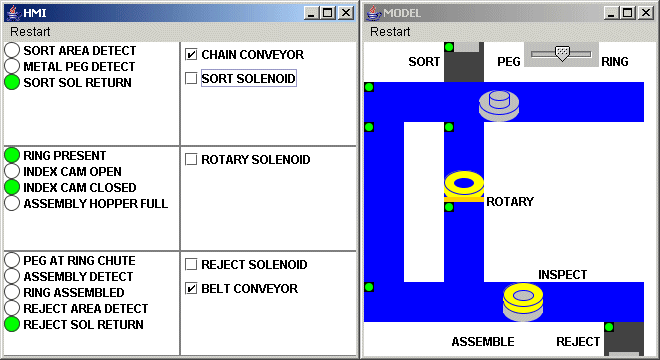 HMI
Restart
SORT AREA DETECT
METAL PEG DETECT
SORT SOL RETURN
CHAIN CONVEYOR
SORT SOLENOID
RING PRESENT
INDEX CAM OPEN
INDEX CAM CLOSED
ASSEMBLY HOPPER FULL
ROTARY SOLENOID
PEG AT RING CHUTE
ASSEMBLY DETECT
RING ASSEMBLED
REJECT AREA DETECT
REJECT SOL RETURN
REJECT SOLENOID
BELT CONVEYOR
MODEL
Restart
SORT PEG RING
ROTARY
INSPECT
ASSEMBLE REJECT